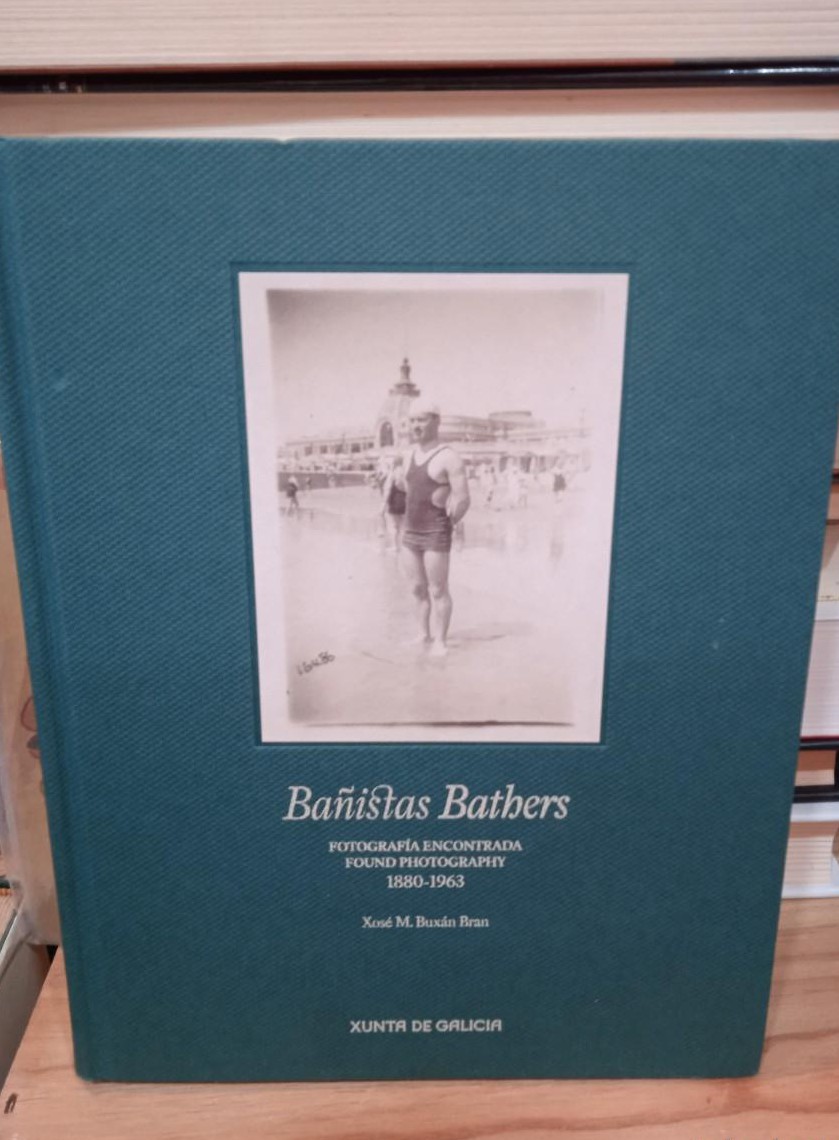 Bañistas Bathers
FOTOGRAFÍA ENCONTRADA
FOUND PHOTOGRAPHY
1880-1963
Xosé M. Buxán Bran
XUNTA DE GALICIA